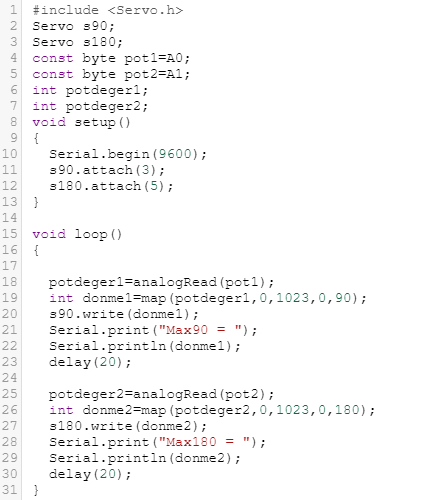 1 #include <Servo.h>
2 Servo s90;
3 Servo s180;
4 const byte pot1=A0;
5 const byte pot2=A1;
6 int potdeger1;
7 int potdeger2;
8 void setup()
9 {
10   Serial.begin(9600);
11   s90.attach(3);
12   s180.attach(5);
13 }
14
15 void loop()
16 {
17
18   potdeger1=analogRead(pot1);
19   int donme1=map(potdeger1,0,1023,0,90);
20   s90.write(donme1);
21   Serial.print("Max90 = ");
22   Serial.println(donme1);
23   delay(20);
24
25   potdeger2=analogRead(pot2);
26   int donme2=map(potdeger2,0,1023,0,180);
27   s180.write(donme2);
28   Serial.print("Max180 = ");
29   Serial.println(donme2);
30   delay(20);
31 }